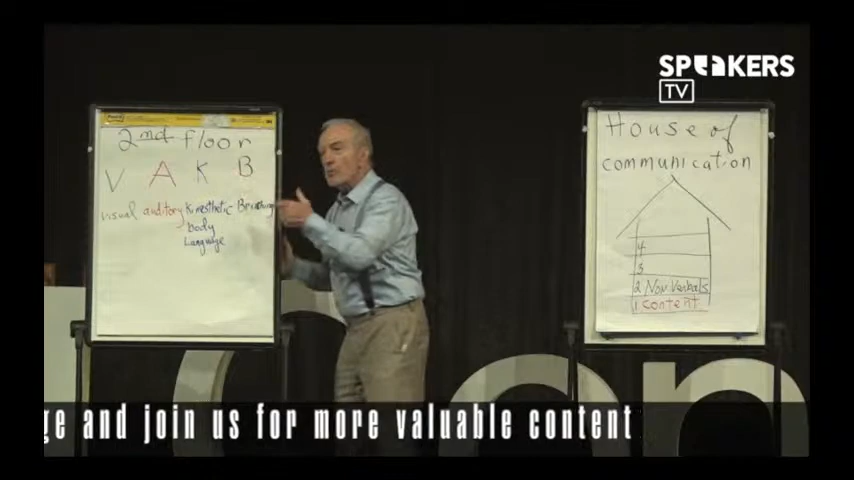 SPEAKERS
TV
2nd floor
V A K B
visual auditory Kinesthetic Breathing
body
Language
House of
communication
4
3
2 Non Verbals
1 Content
on
ge and join us for more valuable content